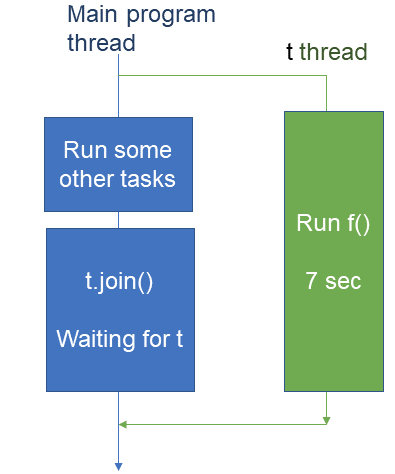 Main program
thread
t thread
Run some
other tasks
t.join()
Waiting for t
Run f()
7 sec